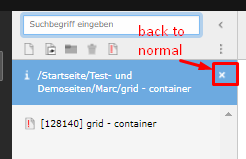 Suchbegriff eingeben
back to
normal
/Startseite/Test- und
Demoseiten/Marc/grid - container
[128140] grid - container